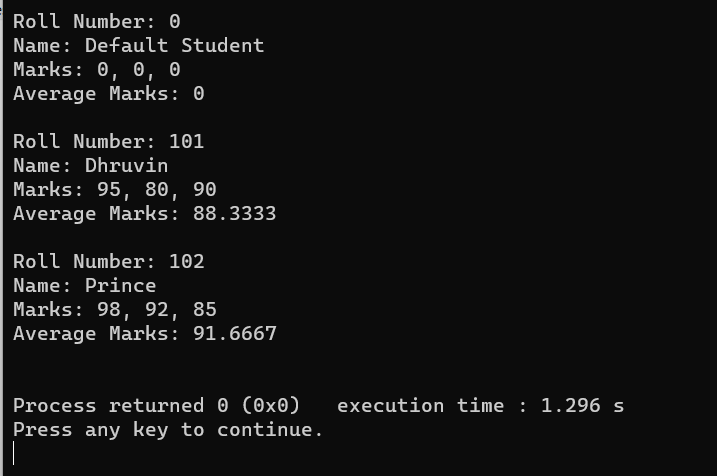 Roll Number: 0
Name: Default Student
Marks: 0, 0, 0
Average Marks: 0
Roll Number: 101
Name: Dhruvin
Marks: 95, 80, 90
Average Marks: 88.3333
Roll Number: 102
Name: Prince
Marks: 98, 92, 85
Average Marks: 91.6667
Process returned 0 (0x0)   execution time : 1.296 s
Press any key to continue.